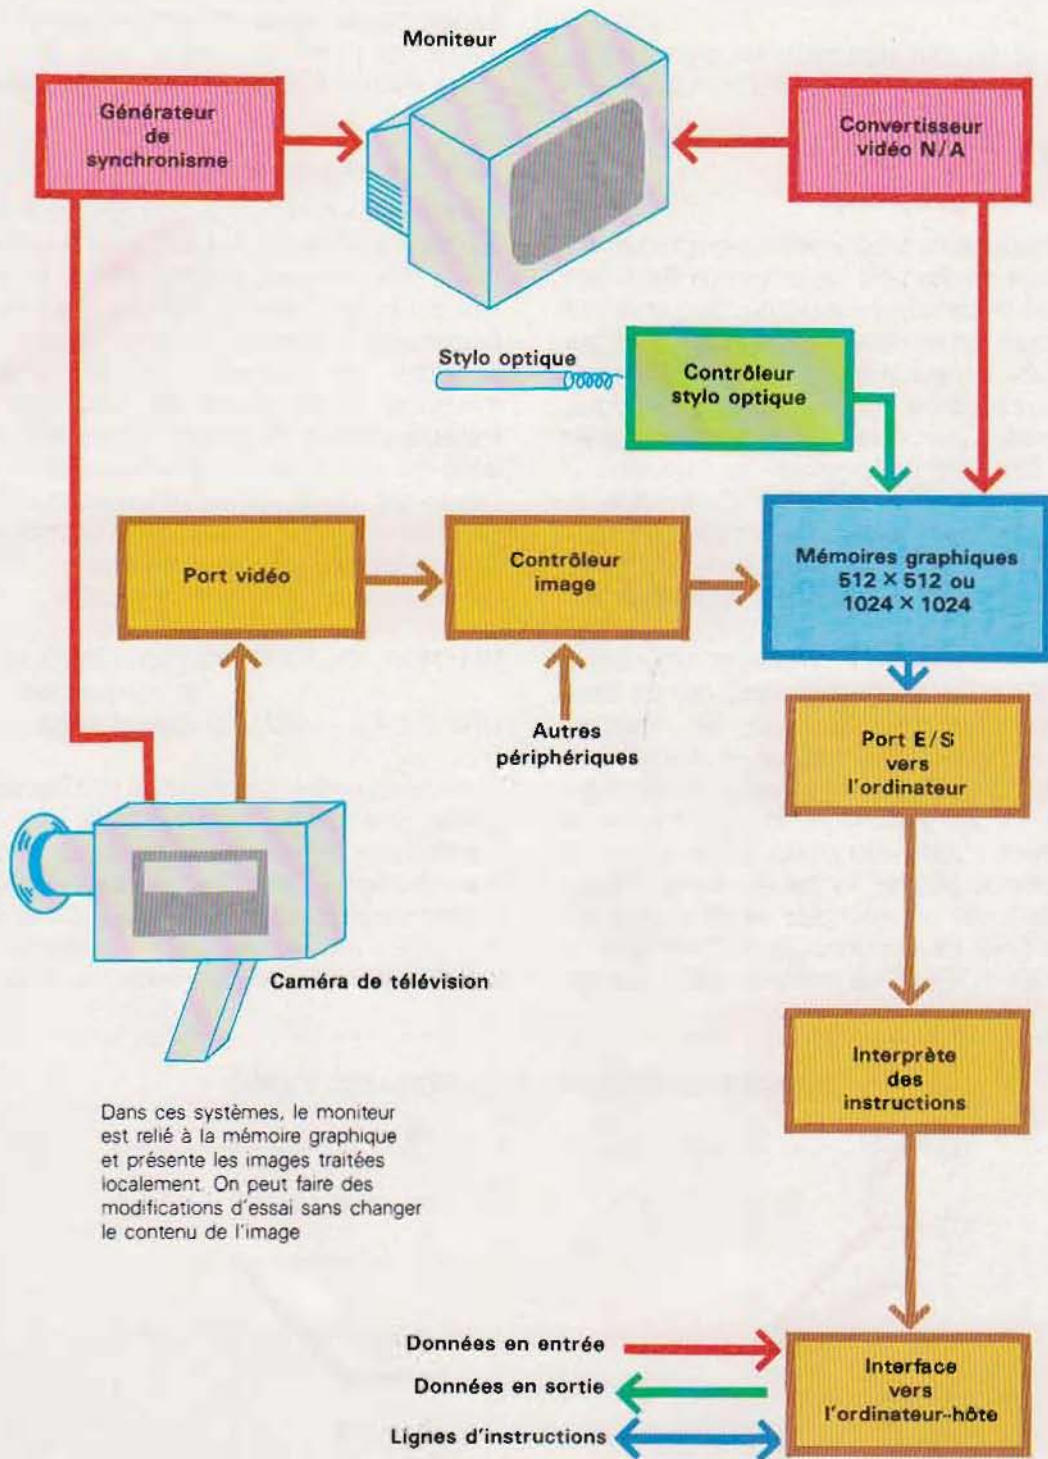 Moniteur
Générateur
de
synchronisme
Convertisseur
vidéo N/A
Stylo optique
Contrôleur
stylo optique
Port vidéo
Contrôleur
image
Mémoires graphiques
512 × 512 ou
1024 × 1024
Autres
périphériques
Port E/S
vers
l'ordinateur
Caméra de télévision
Interprète
des
instructions
Dans ces systèmes, le moniteur
est relié à la mémoire graphique
et présente les images traitées
localement. On peut faire des
modifications d'essai sans changer
le contenu de l'image
Données en entrée
Données en sortie
Lignes d'instructions
Interface
vers
l'ordinateur-hôte